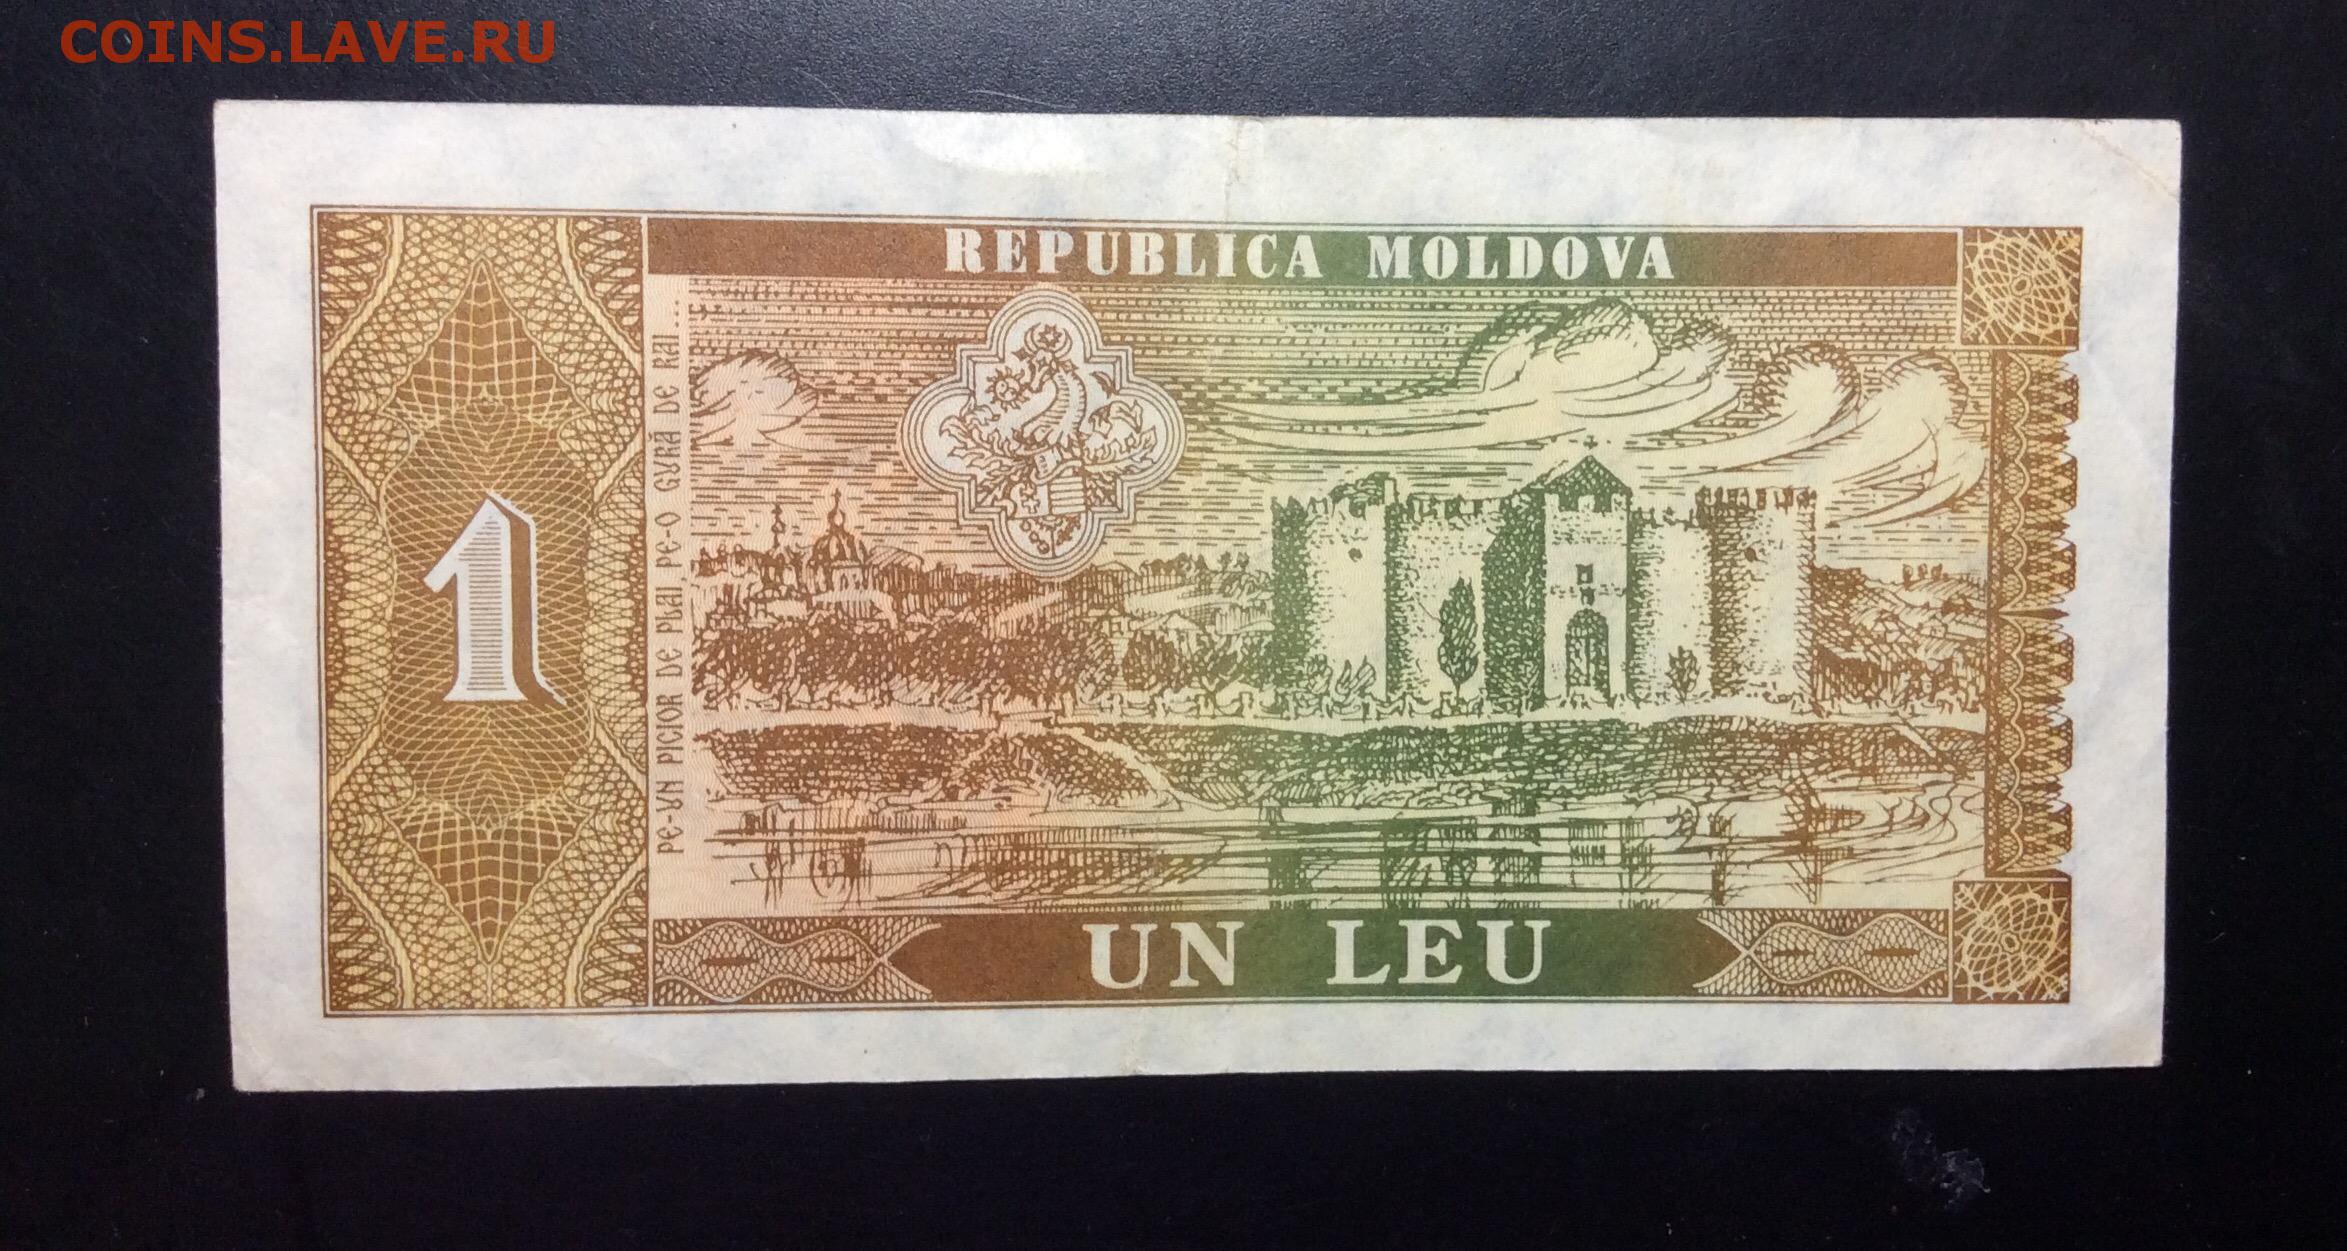 COINS.LAVE.RU
REPUBLICA MOLDOVA
PE-UN PICIOR DE PLAI, PE-O GURĂ DE RAI...
1
UN LEU